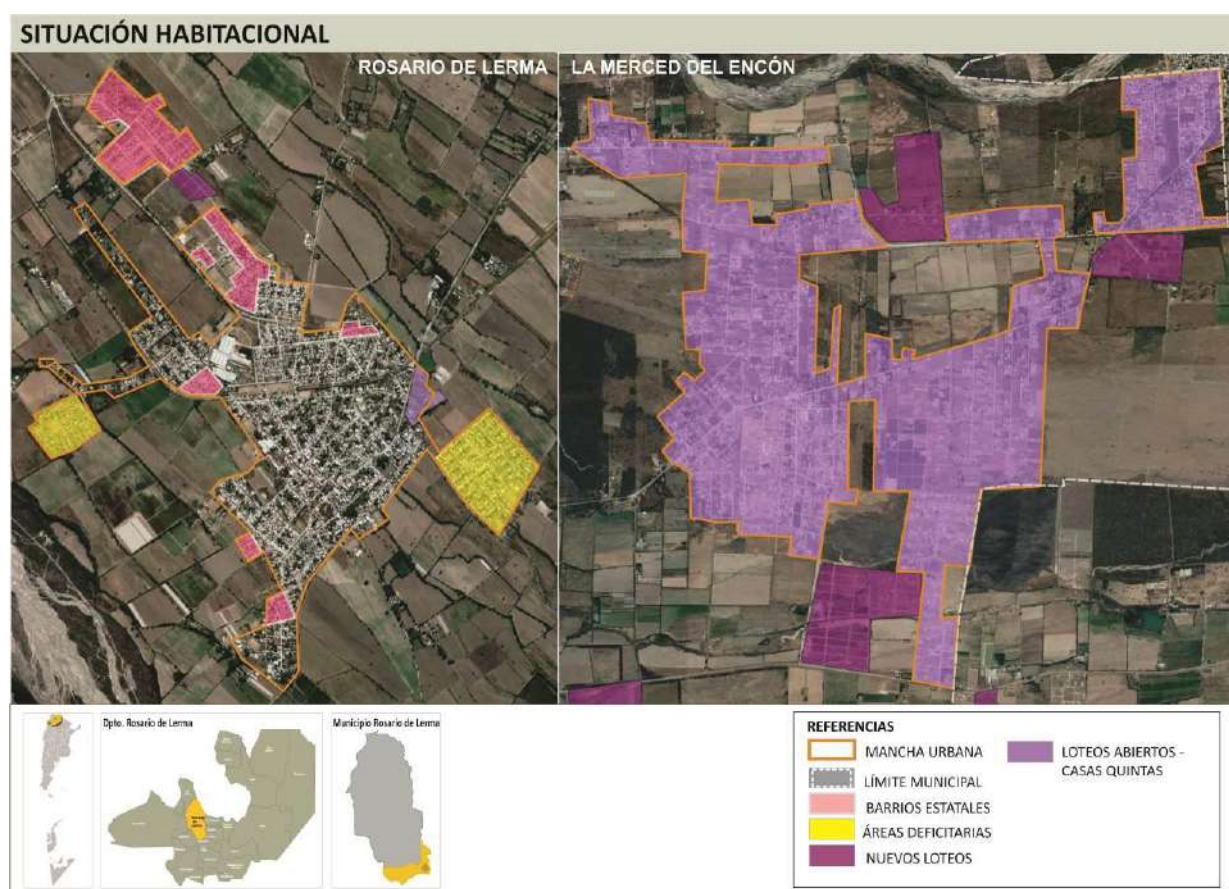 SITUACIÓN HABITACIONAL
ROSARIO DE LERMA
LA MERCED DEL ENCÓN
Dpto. Rosario de Lerma
Municipio Rosario de Lerma
REFERENCIAS
MANCHA URBANA
LÍMITE MUNICIPAL
BARRIOS ESTATALES
ÁREAS DEFICITARIAS
NUEVOS LOTEOS
LOTEOS ABIERTOS -
CASAS QUINTAS